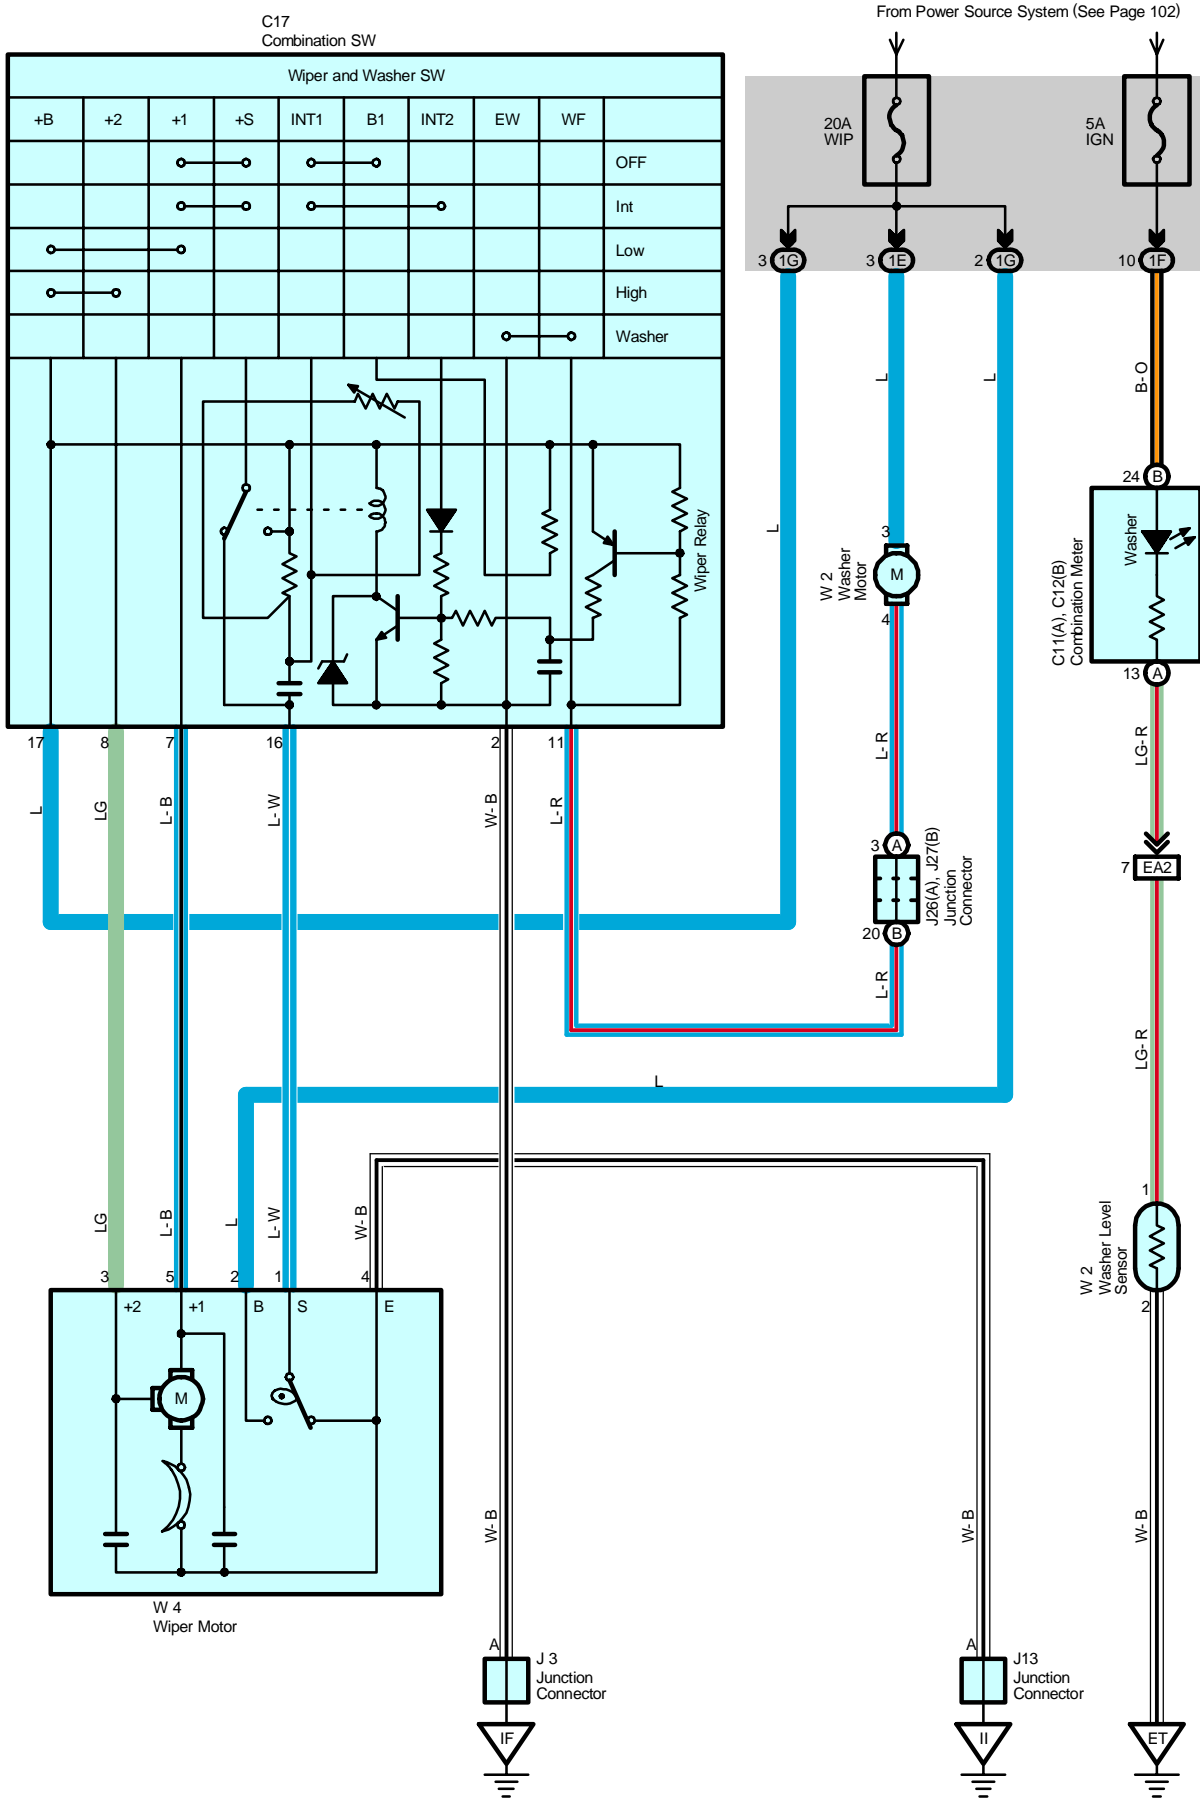 From Power Source System (See Page 102)
C17
Combination SW
Wiper and Washer SW
+B +2 +1 +S INT1 B1 INT2 EW WF
OFF
Int
Low
High
Washer
20A
WIP
5A
IGN
3 1G
3 1E
2 1G
10 1F
L
L
L
B-O
24 B
Washer
C11(A), C12(B)
Combination Meter
13 A
3
M
W 2
Washer
Motor
4
Wiper Relay
17 8 7 16 2 11
L
LG
L-B
L-W
W-B
L-R
L-R
LG-R
3 A
J26(A), J27(B)
Junction
Connector
20 B
L-R
7 EA2
LG-R
L
LG
L-B
L
L-W
W-B
1
W 2
Washer Level
Sensor
2
3 5 2 1 4
+2 +1 B S E
M
W 4
Wiper Motor
W-B
W-B
W-B
A
J 3
Junction
Connector
IF
A
J13
Junction
Connector
II
ET